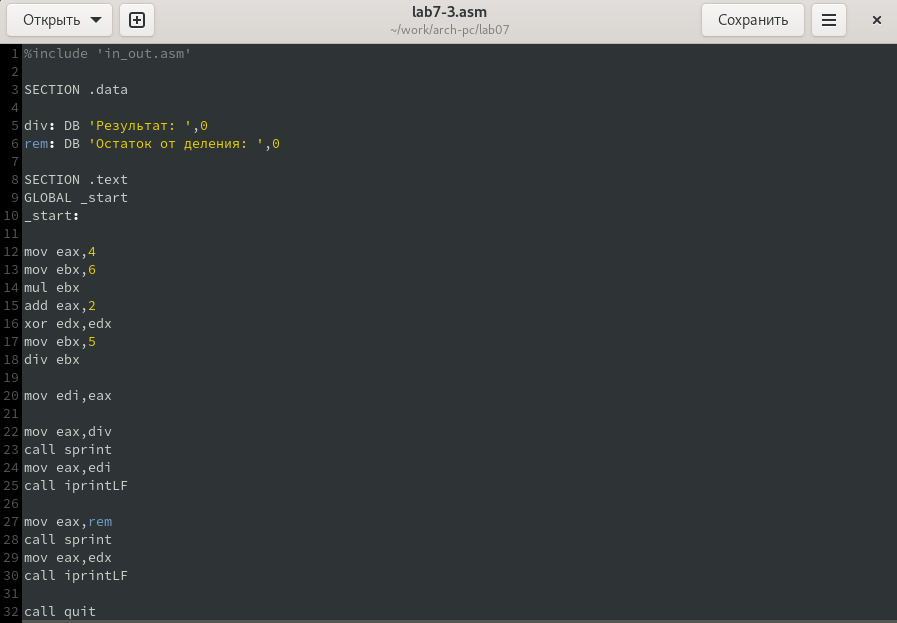 Открыть
lab7-3.asm
~/work/arch-pc/lab07
Сохранить
1 %include 'in_out.asm'
2
3 SECTION .data
4
5 div: DB 'Результат: ',0
6 rem: DB 'Остаток от деления: ',0
7
8 SECTION .text
9 GLOBAL _start
10 _start:
11
12 mov eax,4
13 mov ebx,6
14 mul ebx
15 add eax,2
16 xor edx,edx
17 mov ebx,5
18 div ebx
19
20 mov edi,eax
21
22 mov eax,div
23 call sprint
24 mov eax,edi
25 call iprintLF
26
27 mov eax,rem
28 call sprint
29 mov eax,edx
30 call iprintLF
31
32 call quit